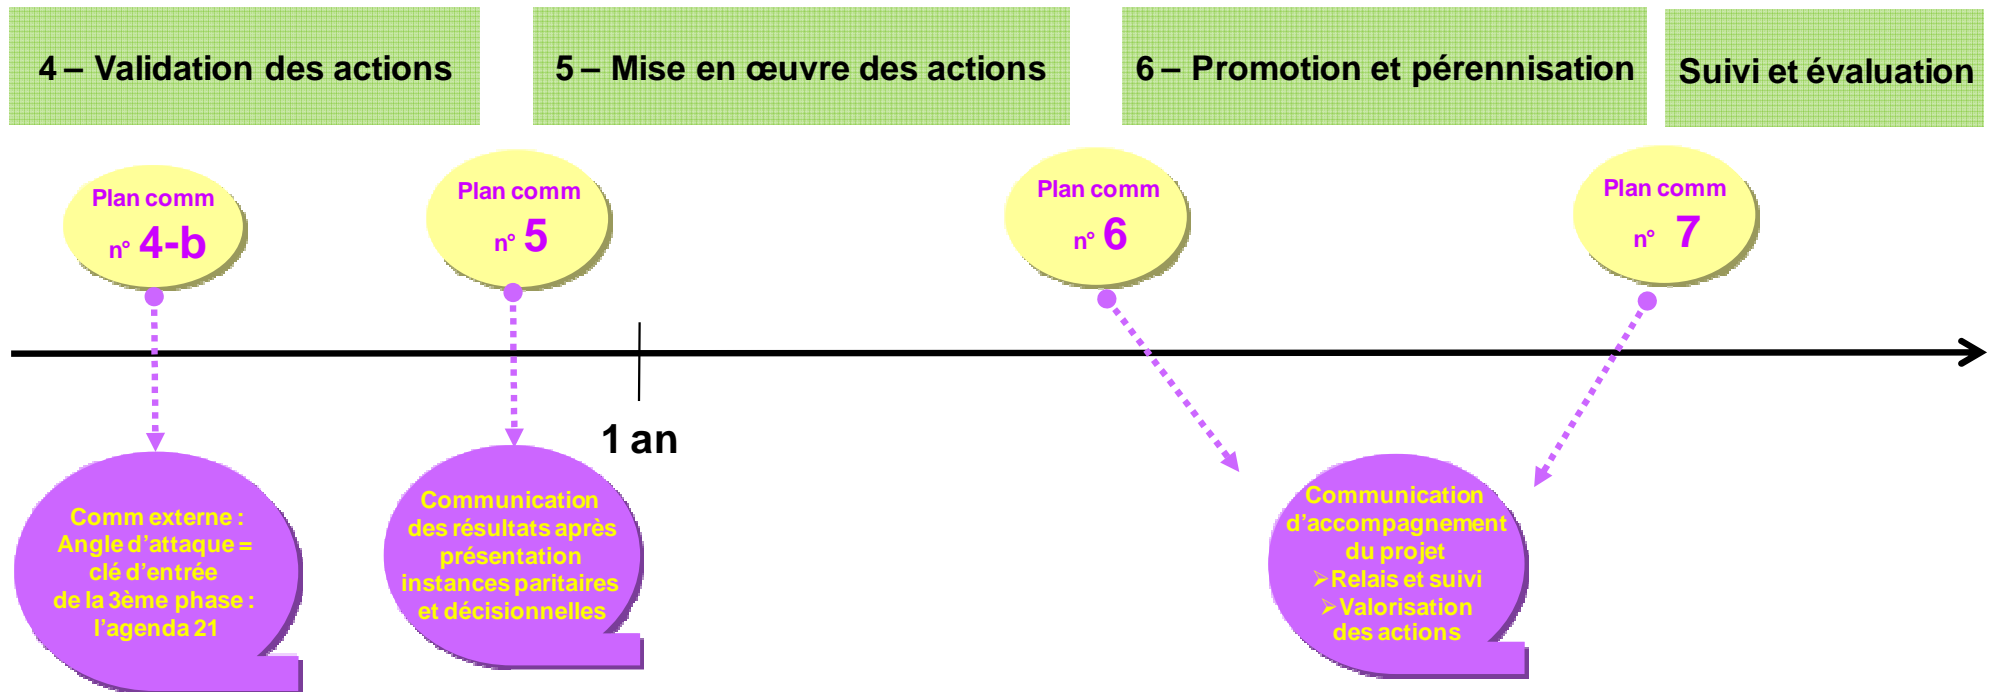 4 – Validation des actions
5 – Mise en œuvre des actions
6 – Promotion et pérennisation
Suivi et évaluation
Plan comm
n° 4-b
Plan comm
n° 5
Plan comm
n° 6
Plan comm
n° 7
1 an
Comm externe :
Angle d'attaque =
clé d'entrée
de la 3ème phase :
l'agenda 21
Communication
des résultats après
présentation
instances paritaires
et décisionnelles
Communication
d'accompagnement
du projet
➢Relais et suivi
➢Valorisation
des actions